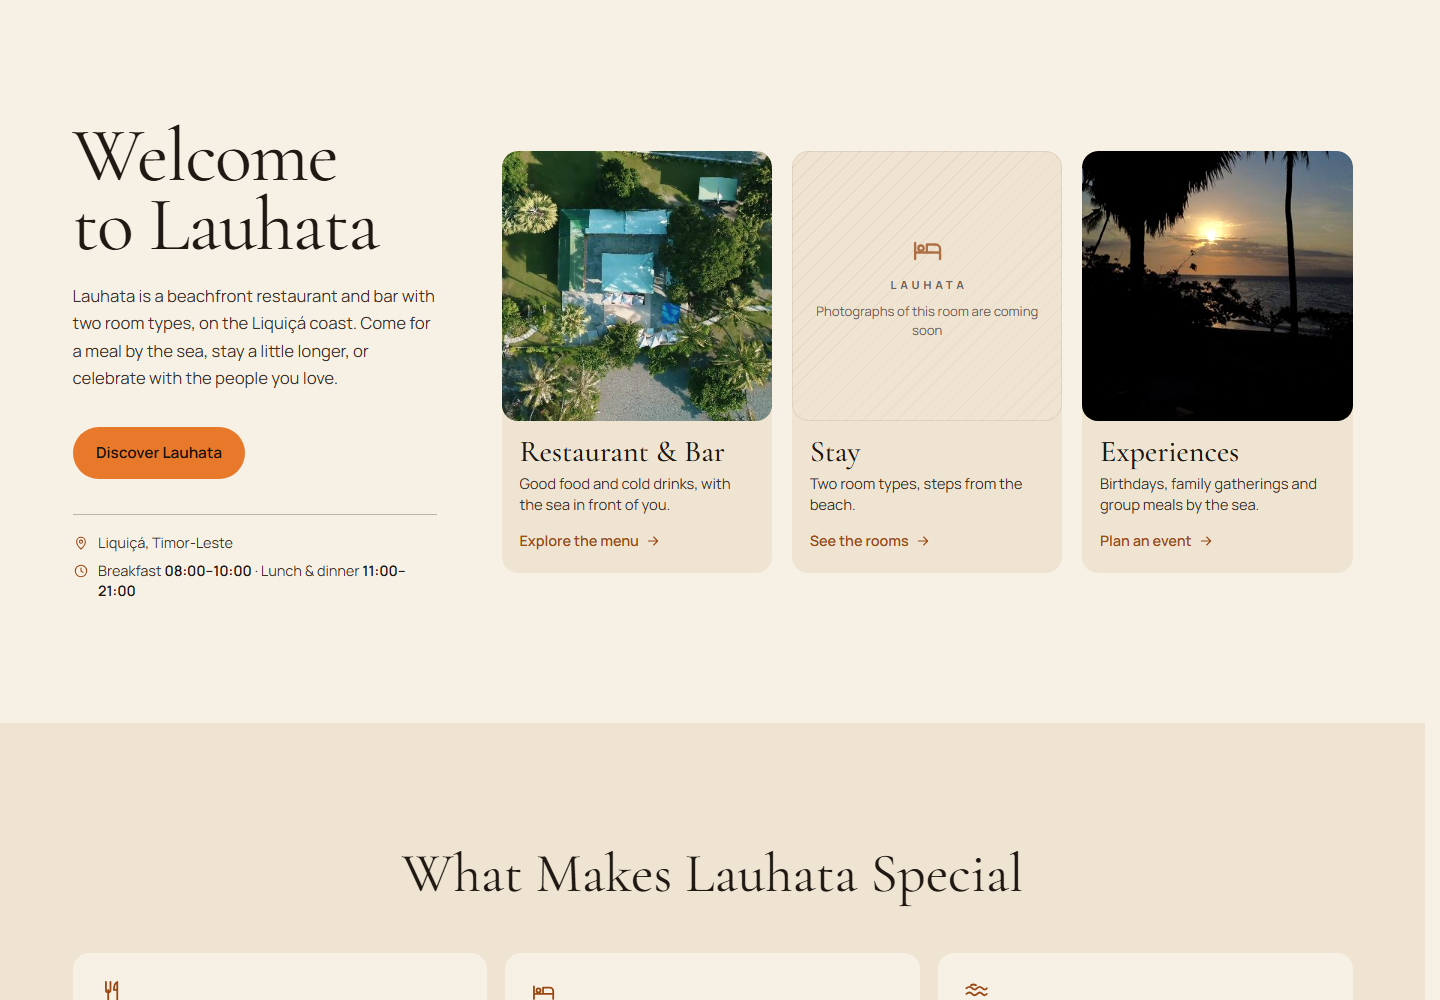 Welcome
to Lauhata
Lauhata is a beachfront restaurant and bar with
two room types, on the Liquiçá coast. Come for
a meal by the sea, stay a little longer, or
celebrate with the people you love.
Discover Lauhata
Liquiçá, Timor-Leste
Breakfast 08:00–10:00 · Lunch & dinner 11:00–
21:00
LAUHATA
Photographs of this room are coming
soon
Restaurant & Bar
Good food and cold drinks, with
the sea in front of you.
Explore the menu →
Stay
Two room types, steps from the
beach.
See the rooms →
Experiences
Birthdays, family gatherings and
group meals by the sea.
Plan an event →
What Makes Lauhata Special